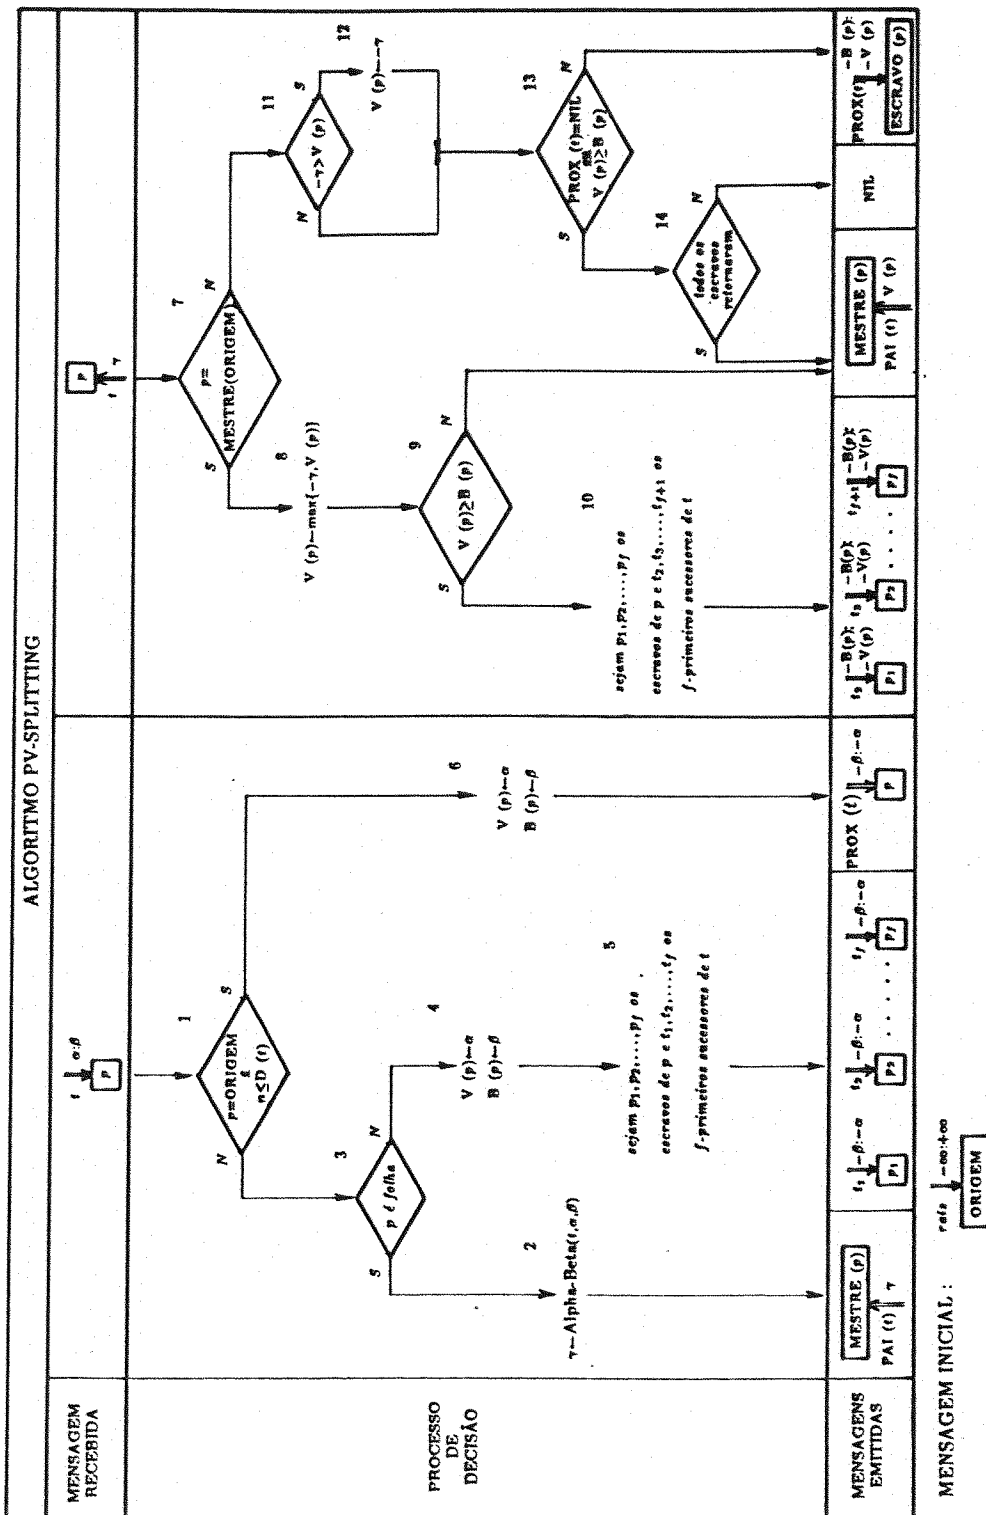 ALGORITMO PV-SPLITTING
MENSAGEM
RECEBIDA
t
α:β
p
t
γ
p
PROCESSO
DE
DECISÃO
1
p=ORIGEM
&
n≤D (t)
N
S
3
p é folha
S
N
2
γ←Alpha-Beta(t,α,β)
4
V (p)←α
B (p)←β
5
sejam p1,p2,...,pf os
escravos de p e t1,t2,...,tf os
f-primeiros sucessores de t
6
V (p)←α
B (p)←β
7
p=
MESTRE(ORIGEM)
S
N
8
V (p)←max{-γ,V (p)}
9
V (p)≥B (p)
S
N
10
sejam p1,p2,...,pf os
escravos de p e t2,t3,...,tf+1 os
f-primeiros sucessores de t
11
-γ>V (p)
N
S
12
V (p)←-γ
13
PROX (t)=NIL
ou
V (p)≥B (p)
S
N
14
todos os
escravos
retornaram
S
N
MENSAGENS
EMITIDAS
MESTRE (p)
PAI (t)
γ
t1
-β:-α
p1
t2
-β:-α
p2
. . . . .
tf
-β:-α
pf
PROX (t)
-β:-α
p
t2
-B(p):
-V(p)
p1
t3
-B(p):
-V(p)
p2
. . . .
tf+1
-B(p):
-V(p)
pf
MESTRE (p)
PAI (t)
V (p)
NIL
PROX(t)
-B (p):
-V (p)
ESCRAVO (p)
MENSAGEM INICIAL :
raiz
-∞:+∞
ORIGEM